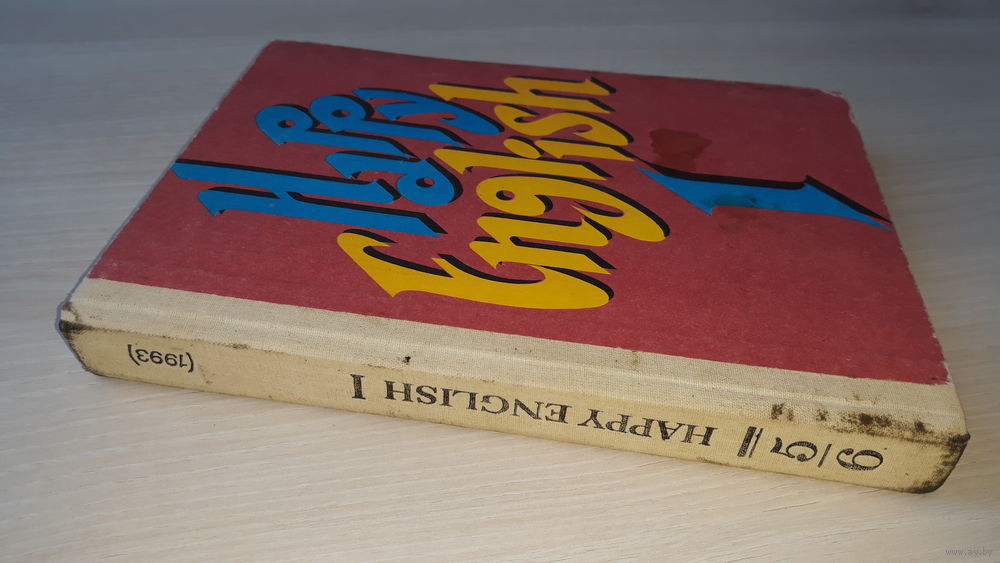 Happy
English
1
6/5 || HAPPY ENGLISH I (1993)
www.ay.by